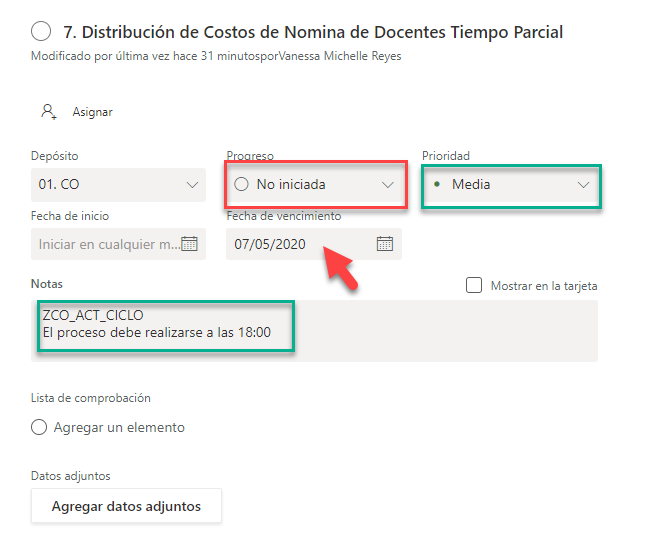 7. Distribución de Costos de Nomina de Docentes Tiempo Parcial
Modificado por última vez hace 31 minutosporVanessa Michelle Reyes
Asignar
Depósito
Progreso
Prioridad
01. CO
No iniciada
Media
Fecha de inicio
Fecha de vencimiento
Iniciar en cualquier m...
07/05/2020
Notas
Mostrar en la tarjeta
ZCO_ACT_CICLO
El proceso debe realizarse a las 18:00
Lista de comprobación
Agregar un elemento
Datos adjuntos
Agregar datos adjuntos